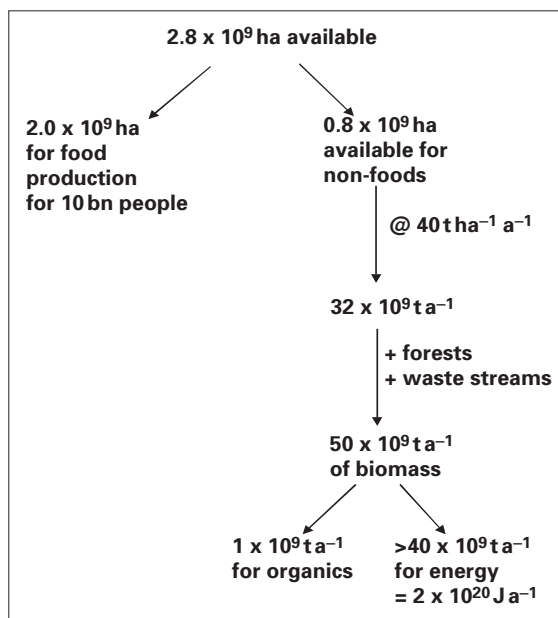 2.8 x 10⁹ ha available
2.0 x 10⁹ ha
for food
production
for 10 bn people
0.8 x 10⁹ ha
available for
non-foods
@ 40 t ha⁻¹ a⁻¹
32 x 10⁹ t a⁻¹
+ forests
+ waste streams
50 x 10⁹ t a⁻¹
of biomass
1 x 10⁹ t a⁻¹
for organics
>40 x 10⁹ t a⁻¹
for energy
= 2 x 10²⁰ J a⁻¹